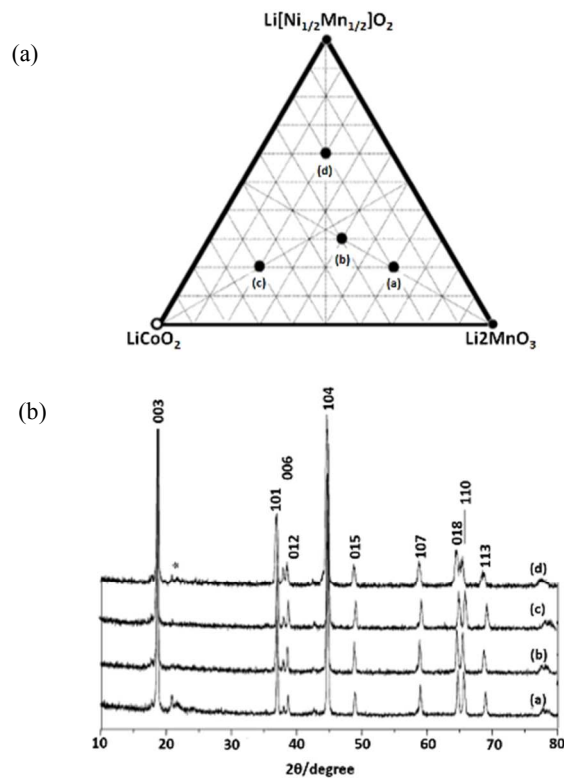 (a)
Li[Ni1/2Mn1/2]O2
(d)
(b)
(c)
(a)
LiCoO2
Li2MnO3
(b)
003
101
006
012
104
015
107
018
110
113
*
(d)
(c)
(b)
(a)
10 20 30 40 50 60 70 80
2θ/degree